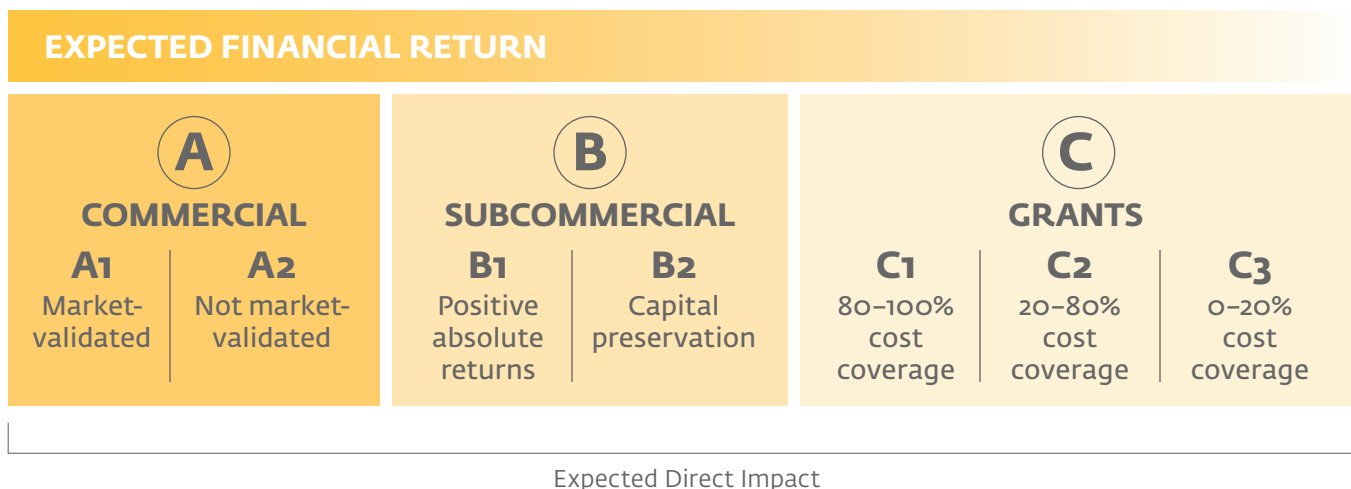 EXPECTED FINANCIAL RETURN
A
COMMERCIAL
A1
Market-
validated
A2
Not market-
validated
B
SUBCOMMERCIAL
B1
Positive
absolute
returns
B2
Capital
preservation
C
GRANTS
C1
80–100%
cost
coverage
C2
20–80%
cost
coverage
C3
0–20%
cost
coverage
Expected Direct Impact